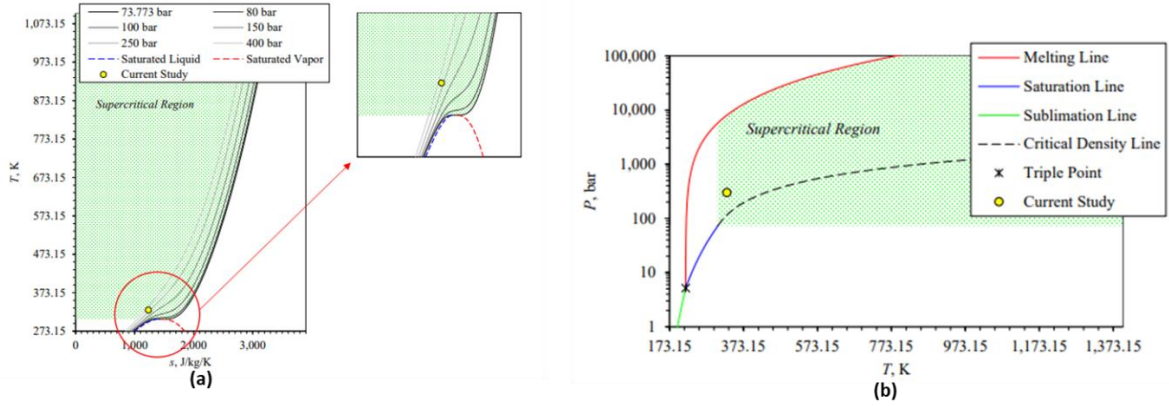 73.773 bar 80 bar
100 bar 150 bar
250 bar 400 bar
Saturated Liquid Saturated Vapor
Current Study
Supercritical Region
1,073.15
973.15
873.15
773.15
673.15
573.15
473.15
373.15
273.15
T, K
0 1,000 2,000 3,000
s, J/kg/K
(a)
100,000
10,000
1,000
100
10
1
P, bar
Supercritical Region
Melting Line
Saturation Line
Sublimation Line
Critical Density Line
Triple Point
Current Study
173.15 373.15 573.15 773.15 973.15 1,173.15 1,373.15
T, K
(b)